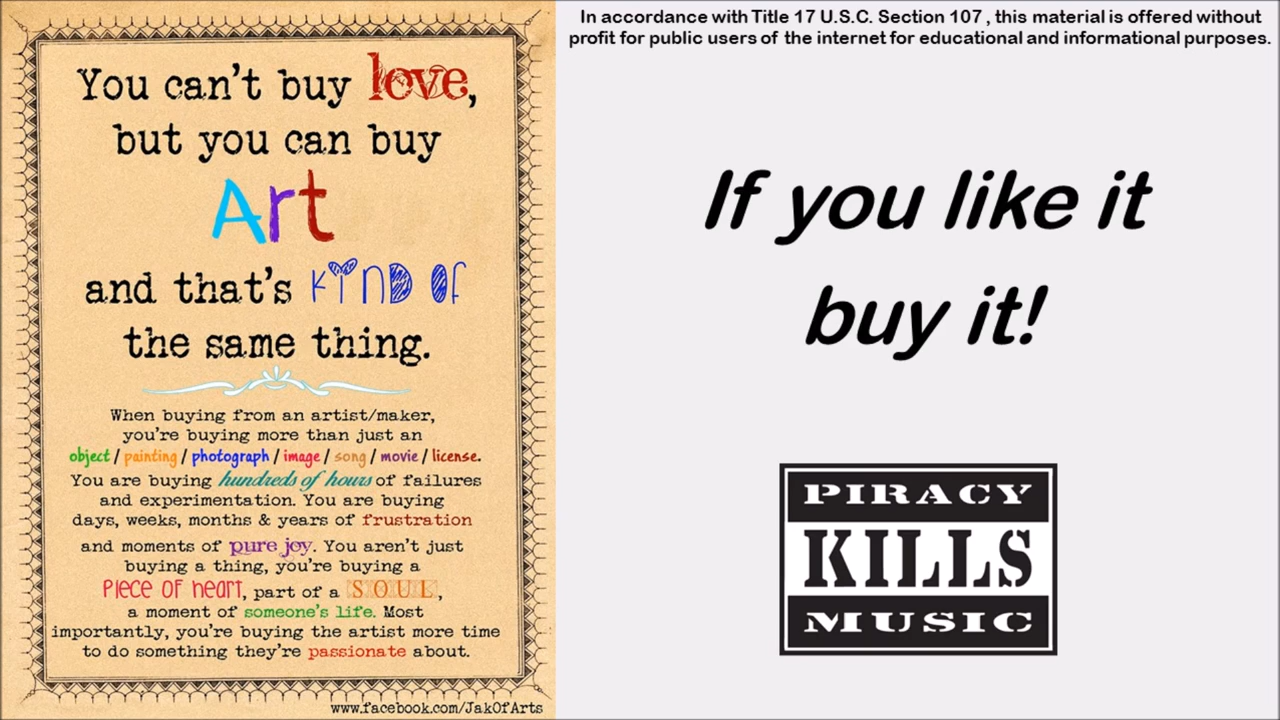 You can't buy love,
but you can buy
Art
and that's KIND OF
the same thing.
When buying from an artist/maker,
you're buying more than just an
object / painting / photograph / image / song / movie / license.
You are buying hundreds of hours of failures
and experimentation. You are buying
days, weeks, months & years of frustration
and moments of pure joy. You aren't just
buying a thing, you're buying a
Piece of heart, part of a SOUL,
a moment of someone's life. Most
importantly, you're buying the artist more time
to do something they're passionate about.
www.facebook.com/JakOfArts
In accordance with Title 17 U.S.C. Section 107 , this material is offered without
profit for public users of the internet for educational and informational purposes.
If you like it
buy it!
PIRACY
KILLS
MUSIC